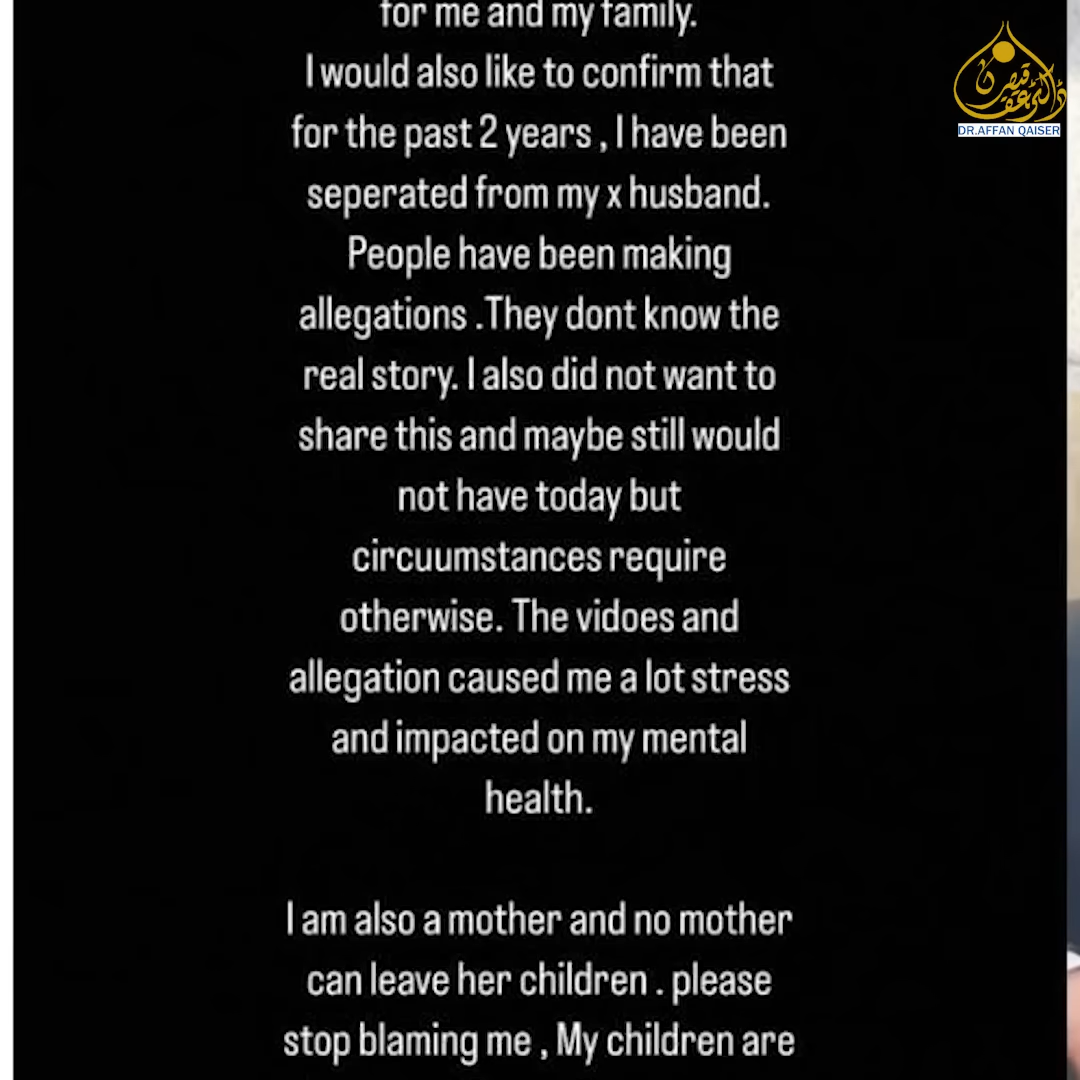 for me and my family.
I would also like to confirm that
for the past 2 years , I have been
seperated from my x husband.
People have been making
allegations .They dont know the
real story. I also did not want to
share this and maybe still would
not have today but
circuumstances require
otherwise. The vidoes and
allegation caused me a lot stress
and impacted on my mental
health.
I am also a mother and no mother
can leave her children . please
stop blaming me , My children are
ڈاکٹر عفان قیصر
DR.AFFAN QAISER